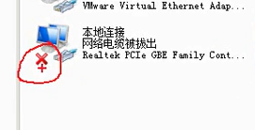 VMware Virtual Ethernet Adap...
本地连接
网络电缆被拔出
Realtek PCIe GBE Family Cont...